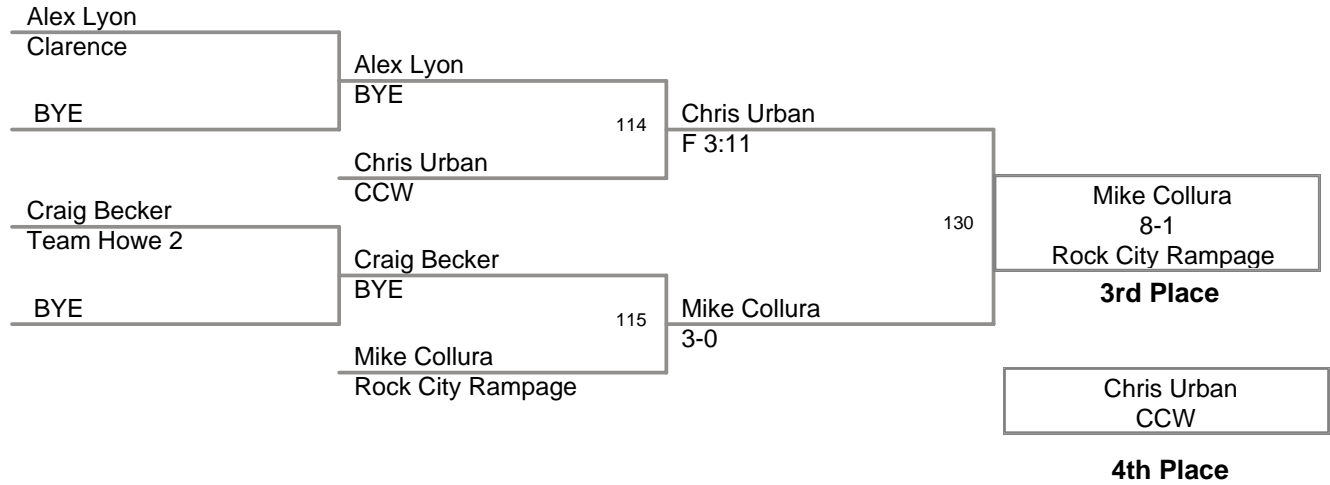 Alex Lyon
Clarence
BYE
Craig Becker
Team Howe 2
BYE
Alex Lyon
BYE
114
Chris Urban
CCW
Craig Becker
BYE
115
Mike Collura
Rock City Rampage
Chris Urban
F 3:11
130
Mike Collura
3-0
Mike Collura
8-1
Rock City Rampage
3rd Place
Chris Urban
CCW
4th Place